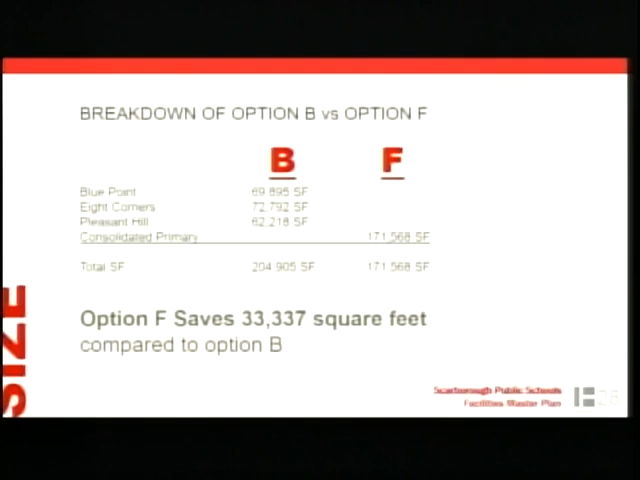 BREAKDOWN OF OPTION B vs OPTION F
B F
Blue Point 69,895 SF
Eight Corners 72,792 SF
Pleasant Hill 62,218 SF
Consolidated Primary 171,568 SF
Total SF 204,905 SF 171,568 SF
Option F Saves 33,337 square feet
compared to option B
SIZE
Scarborough Public Schools
Facilities Master Plan